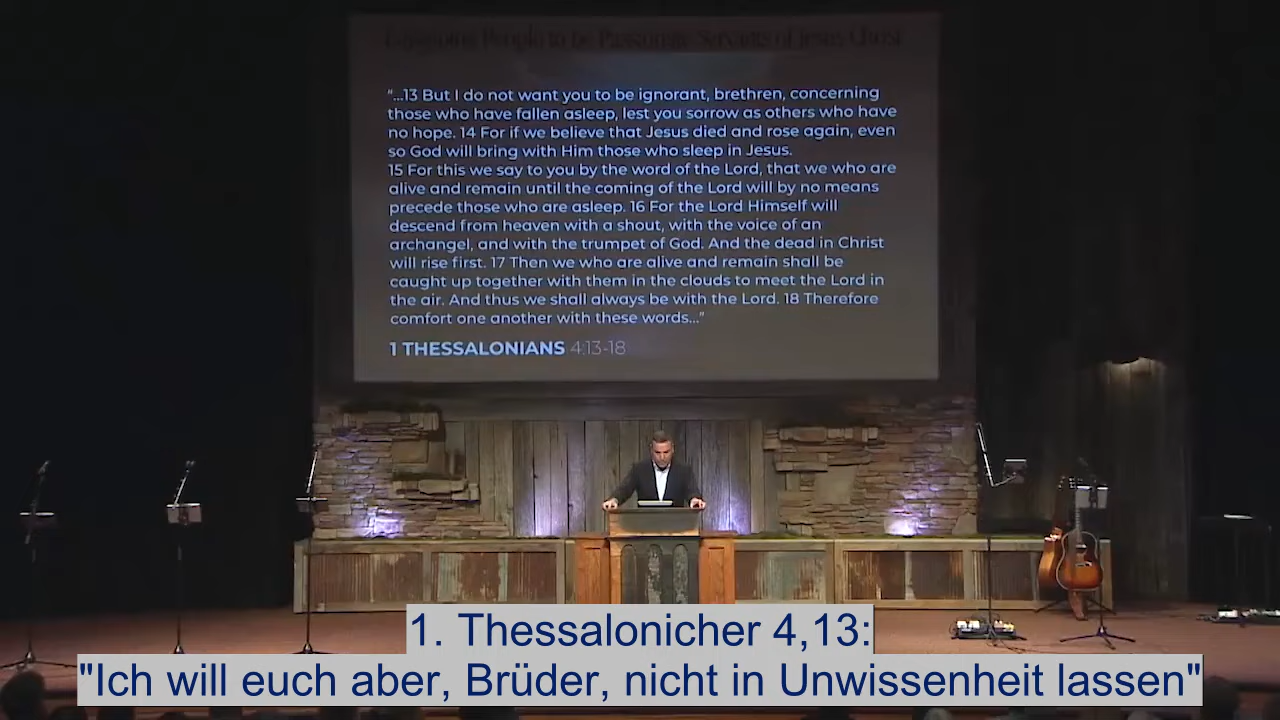 People to be Passionate Servants of Jesus Christ
"...13 But I do not want you to be ignorant, brethren, concerning
those who have fallen asleep, lest you sorrow as others who have
no hope. 14 For if we believe that Jesus died and rose again, even
so God will bring with Him those who sleep in Jesus.
15 For this we say to you by the word of the Lord, that we who are
alive and remain until the coming of the Lord will by no means
precede those who are asleep. 16 For the Lord Himself will
descend from heaven with a shout, with the voice of an
archangel, and with the trumpet of God. And the dead in Christ
will rise first. 17 Then we who are alive and remain shall be
caught up together with them in the clouds to meet the Lord in
the air. And thus we shall always be with the Lord. 18 Therefore
comfort one another with these words..."
1 THESSALONIANS 4:13-18
1. Thessalonicher 4,13:
"Ich will euch aber, Brüder, nicht in Unwissenheit lassen"